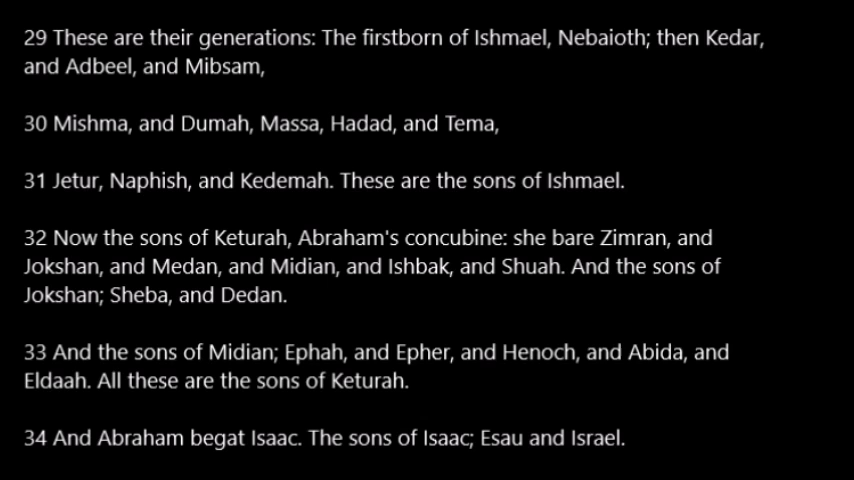 29 These are their generations: The firstborn of Ishmael, Nebaioth; then Kedar,
and Adbeel, and Mibsam,
30 Mishma, and Dumah, Massa, Hadad, and Tema,
31 Jetur, Naphish, and Kedemah. These are the sons of Ishmael.
32 Now the sons of Keturah, Abraham's concubine: she bare Zimran, and
Jokshan, and Medan, and Midian, and Ishbak, and Shuah. And the sons of
Jokshan; Sheba, and Dedan.
33 And the sons of Midian; Ephah, and Epher, and Henoch, and Abida, and
Eldaah. All these are the sons of Keturah.
34 And Abraham begat Isaac. The sons of Isaac; Esau and Israel.